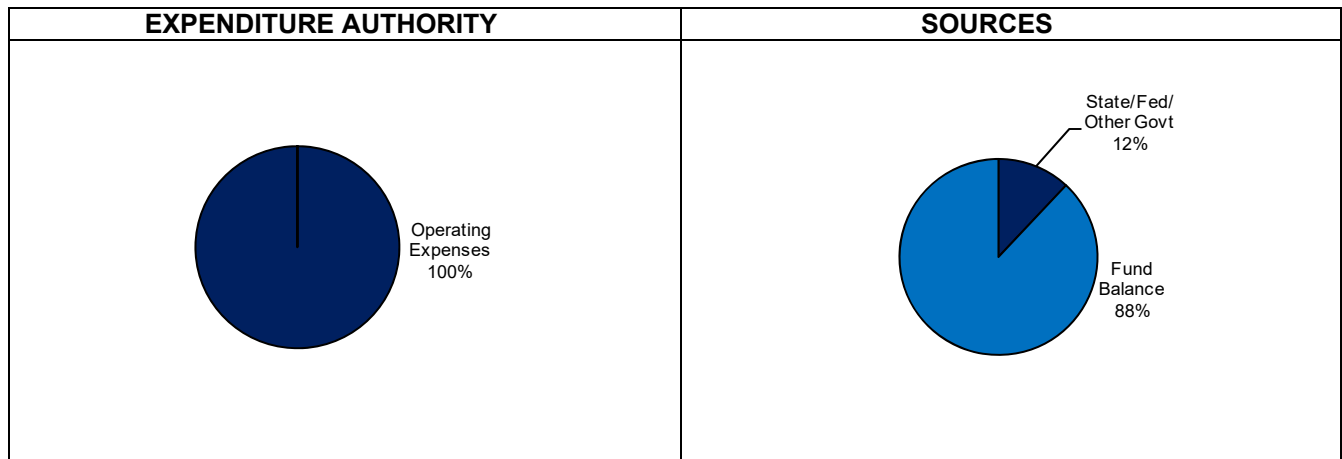 EXPENDITURE AUTHORITY
SOURCES
Operating
Expenses
100%
State/Fed/
Other Govt
12%
Fund
Balance
88%